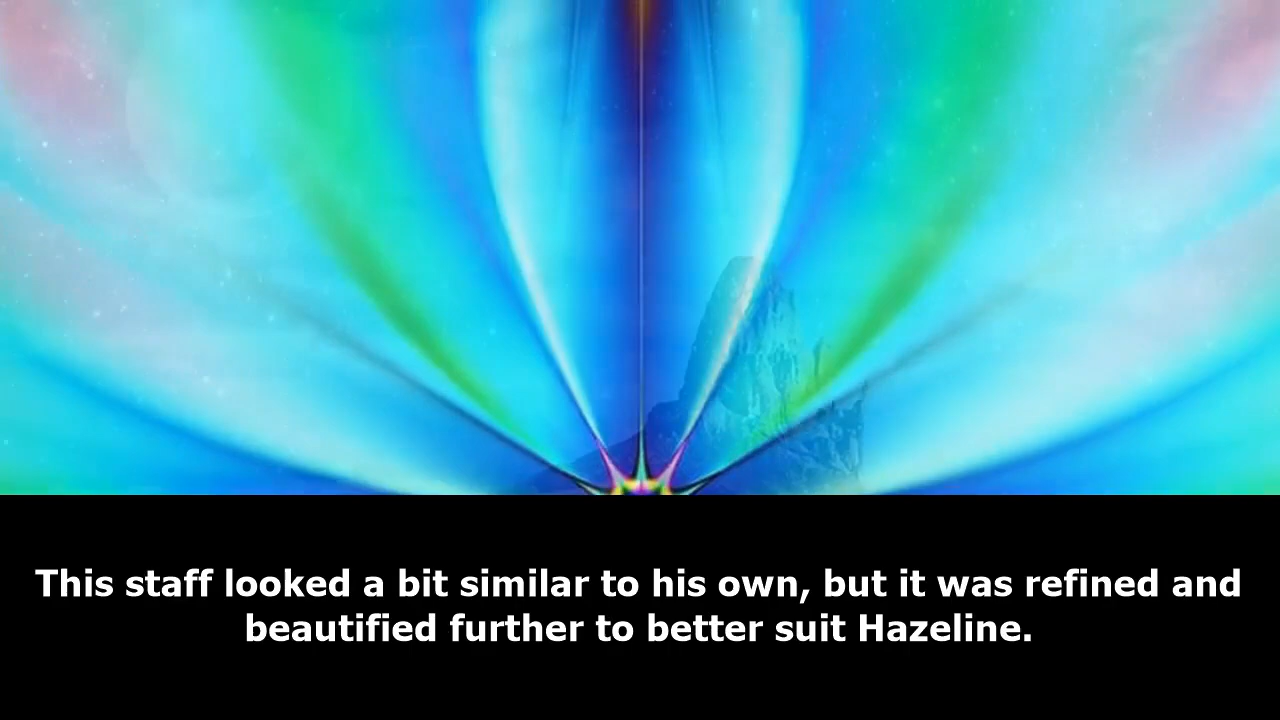 This staff looked a bit similar to his own, but it was refined and
beautified further to better suit Hazeline.